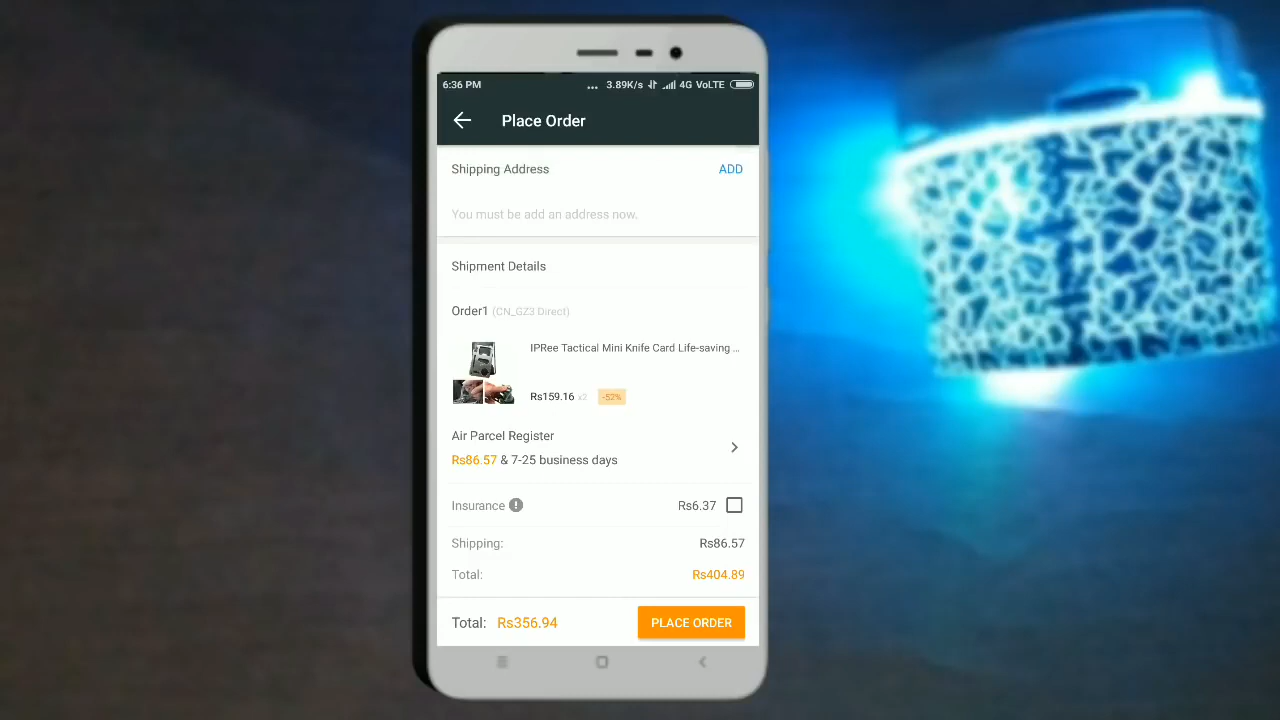 6:36 PM ... 3.89K/s 4G VoLTE
Place Order
Shipping Address ADD
You must be add an address now.
Shipment Details
Order1 (CN_GZ3 Direct)
IPRee Tactical Mini Knife Card Life-saving ...
Rs159.16 x2 -52%
Air Parcel Register
Rs86.57 & 7-25 business days
Insurance Rs6.37
Shipping: Rs86.57
Total: Rs404.89
Total: Rs356.94 PLACE ORDER